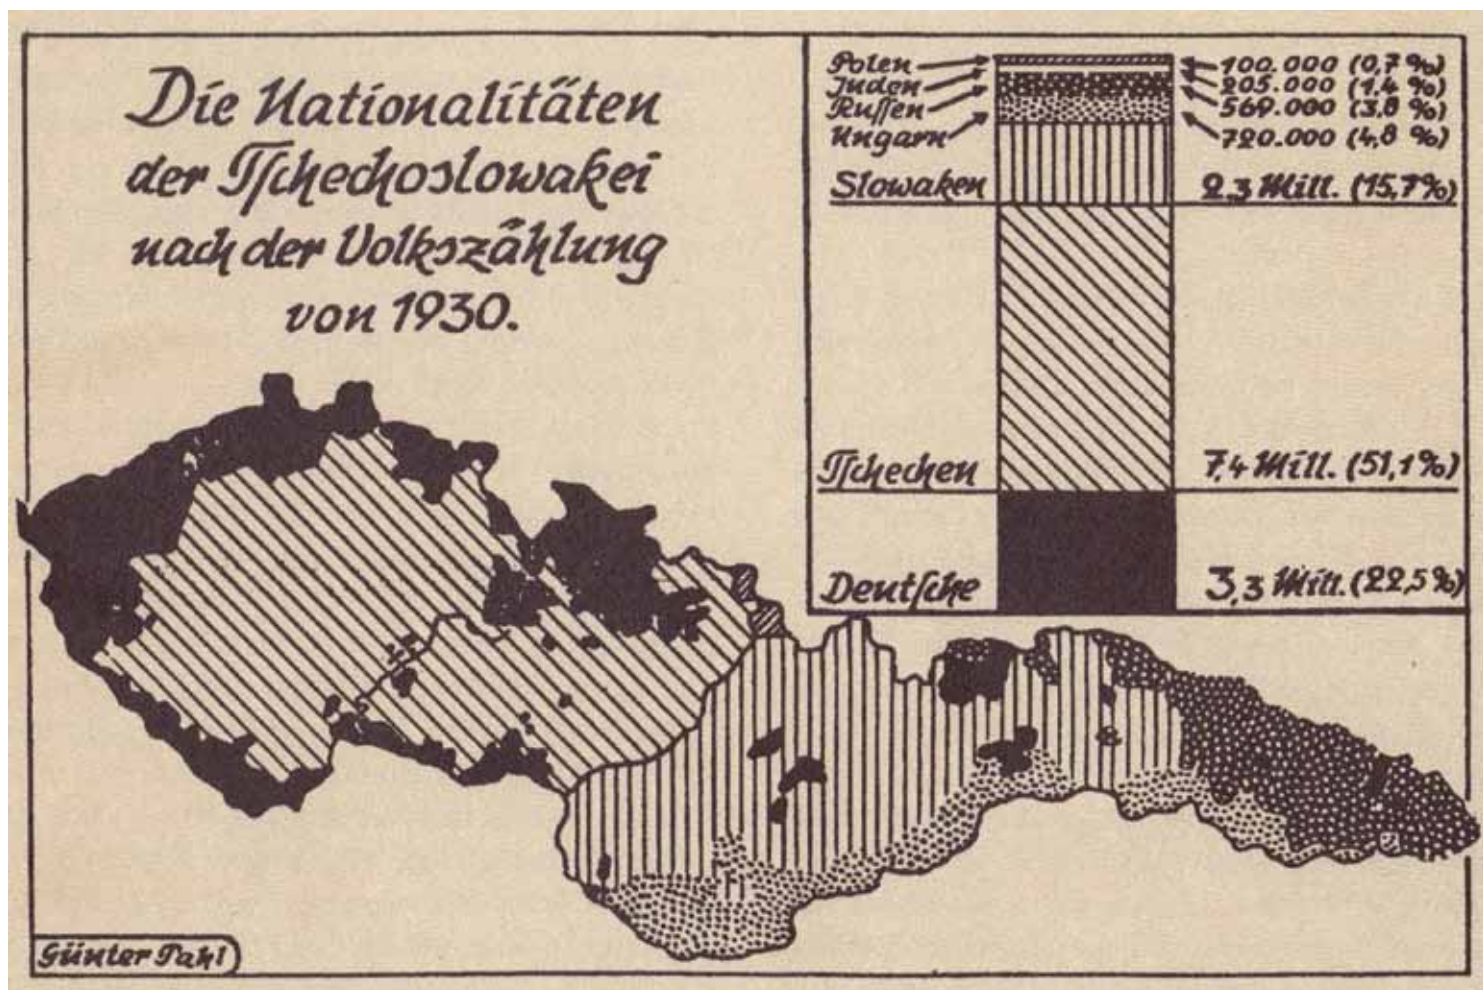 Die Nationalitäten
der Tschechoslowakei
nach der Volkszählung
von 1930.
Polen 100.000 (0,7 %)
Juden 205.000 (1,4 %)
Russen 569.000 (3,8 %)
Ungarn 720.000 (4,8 %)
Slowaken 2,3 Mill. (15,7%)
Tschechen 7,4 Mill. (51,1%)
Deutsche 3,3 Mill. (22,5%)
Günter Pahl